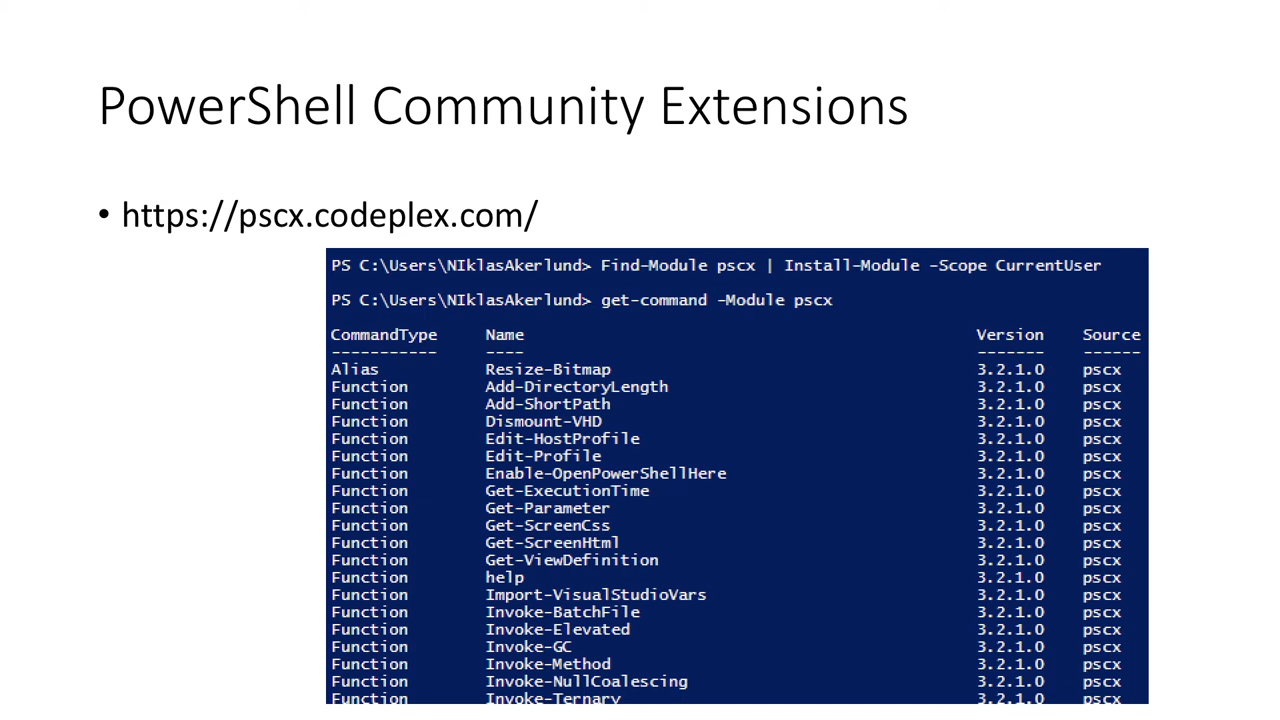 PowerShell Community Extensions
• https://pscx.codeplex.com/
PS C:\Users\NIklasAkerlund> Find-Module pscx | Install-Module -Scope CurrentUser
PS C:\Users\NIklasAkerlund> get-command -Module pscx
CommandType Name Version Source
----------- ---- ------- ------
Alias Resize-Bitmap 3.2.1.0 pscx
Function Add-DirectoryLength 3.2.1.0 pscx
Function Add-ShortPath 3.2.1.0 pscx
Function Dismount-VHD 3.2.1.0 pscx
Function Edit-HostProfile 3.2.1.0 pscx
Function Edit-Profile 3.2.1.0 pscx
Function Enable-OpenPowerShellHere 3.2.1.0 pscx
Function Get-ExecutionTime 3.2.1.0 pscx
Function Get-Parameter 3.2.1.0 pscx
Function Get-ScreenCss 3.2.1.0 pscx
Function Get-ScreenHtml 3.2.1.0 pscx
Function Get-ViewDefinition 3.2.1.0 pscx
Function help 3.2.1.0 pscx
Function Import-VisualStudioVars 3.2.1.0 pscx
Function Invoke-BatchFile 3.2.1.0 pscx
Function Invoke-Elevated 3.2.1.0 pscx
Function Invoke-GC 3.2.1.0 pscx
Function Invoke-Method 3.2.1.0 pscx
Function Invoke-NullCoalescing 3.2.1.0 pscx
Function Invoke-Ternary 3.2.1.0 pscx